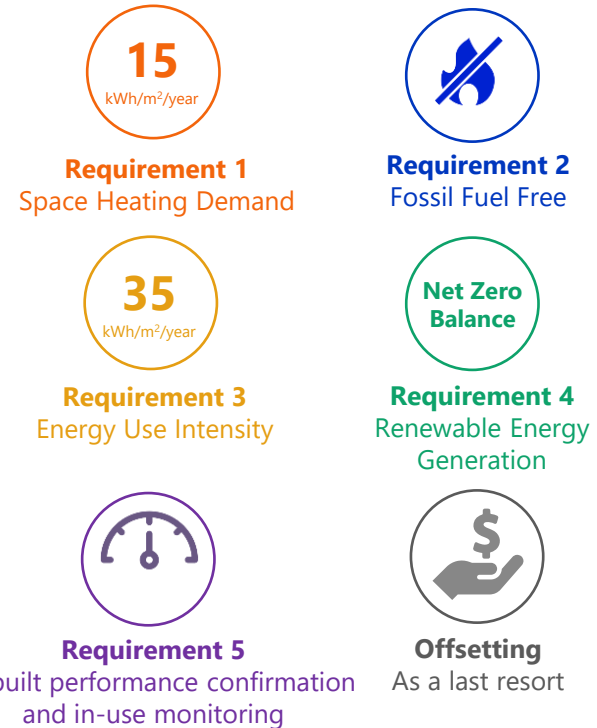 15
kWh/m²/year
Requirement 1
Space Heating Demand
Requirement 2
Fossil Fuel Free
35
kWh/m²/year
Requirement 3
Energy Use Intensity
Net Zero
Balance
Requirement 4
Renewable Energy
Generation
Requirement 5
built performance confirmation
and in-use monitoring
$
Offsetting
As a last resort